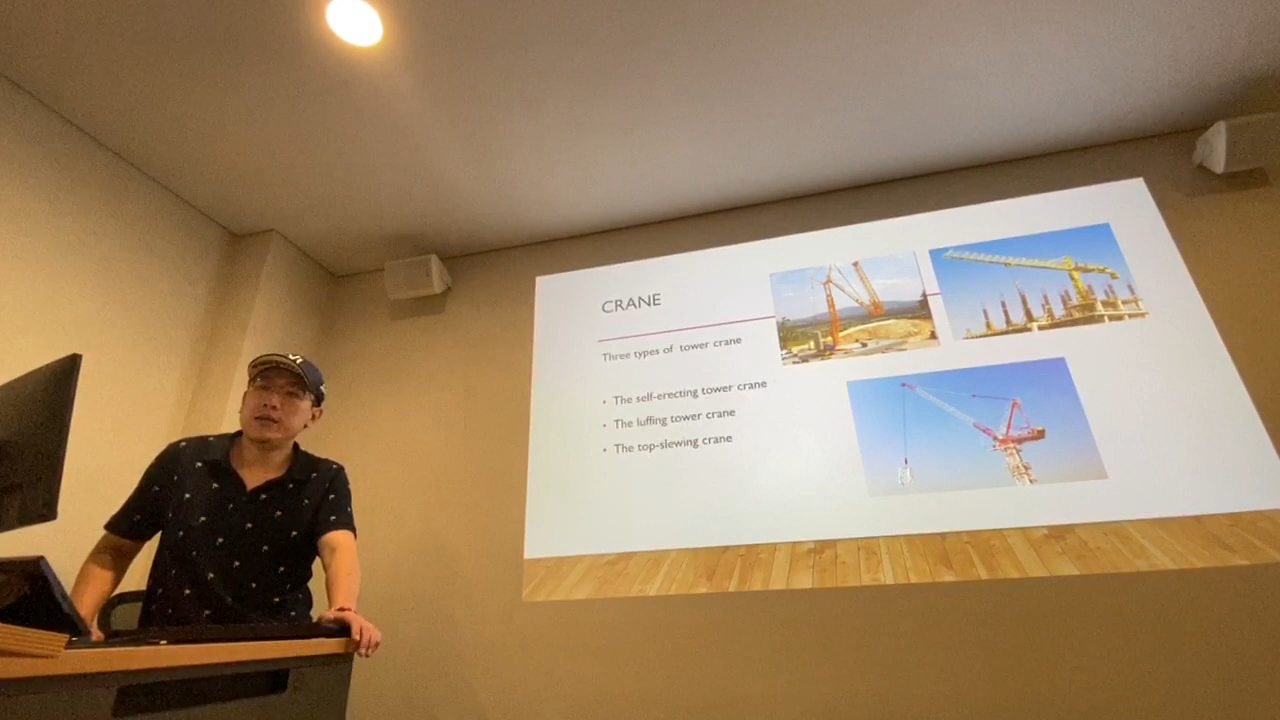 CRANE
Three types of tower crane
• The self-erecting tower crane
• The luffing tower crane
• The top-slewing crane